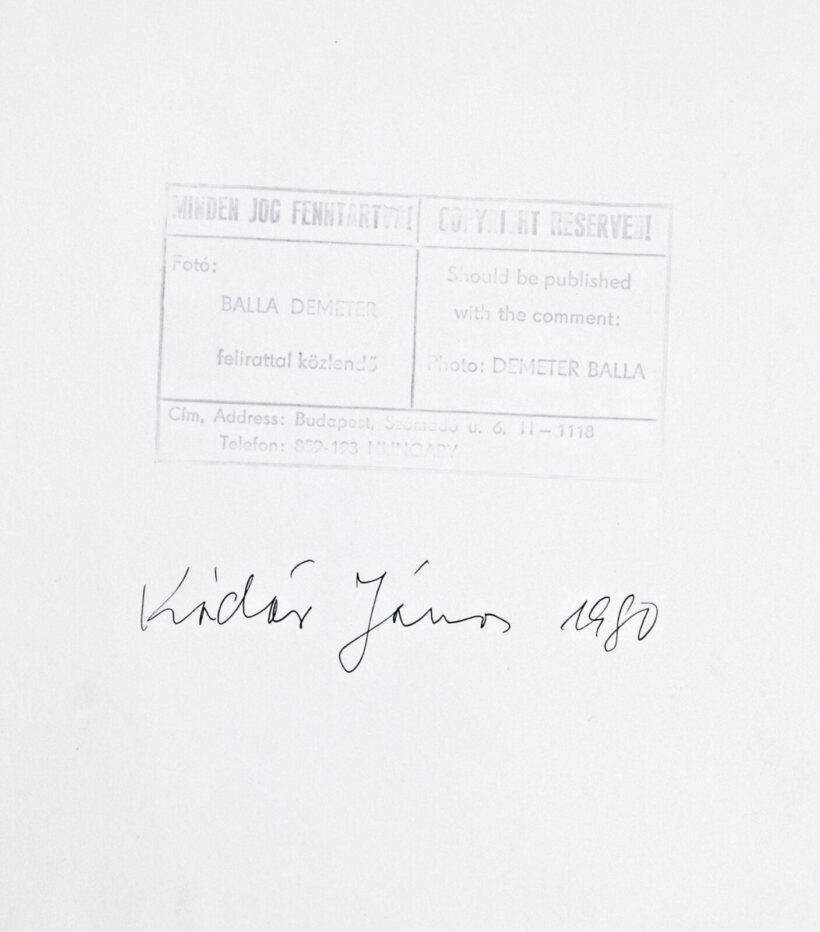 MINDEN JOG FENNTARTVA!
COPYRIGHT RESERVED!
Fotó:
BALLA DEMETER
felirattal közlendő
Should be published
with the comment:
Photo: DEMETER BALLA
Cím, Address: Budapest, Számadó u. 6. H – 1118
Telefon: 852-193 HUNGARY
Kádár János 1980